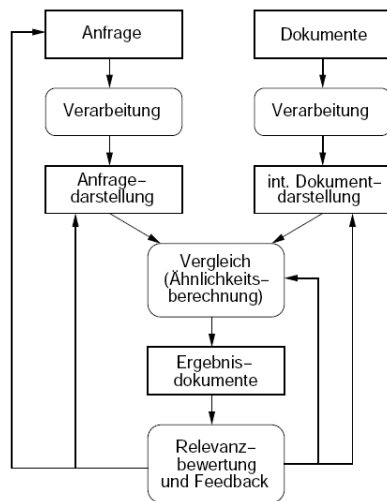 Anfrage
Dokumente
Verarbeitung
Verarbeitung
Anfrage–
darstellung
int. Dokument–
darstellung
Vergleich
(Ähnlichkeits–
berechnung)
Ergebnis–
dokumente
Relevanz–
bewertung
und Feedback